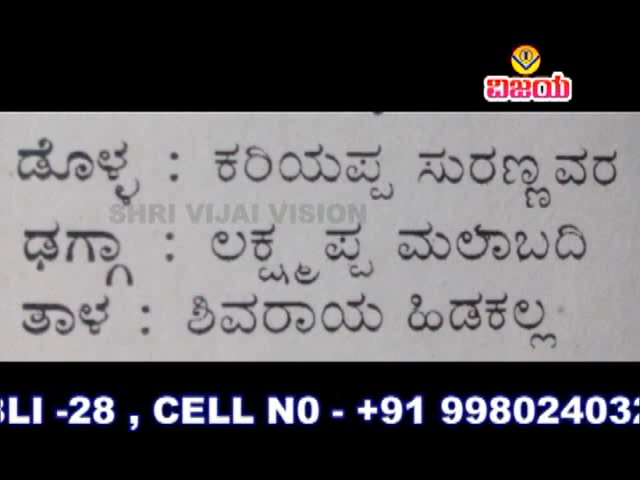 ವಿಜಯ
ಡೊಳ್ಳ : ಕರಿಯಪ್ಪ ಸುರಣ್ಣವರ
SHRI VIJAI VISION
ಢಗ್ಗಾ : ಲಕ್ಷ್ಮಪ್ಪ ಮಲಾಬದಿ
ತಾಳ : ಶಿವರಾಯ ಹಿಡಕಲ್ಲ
BLI -28 , CELL N0 - +91 998024032